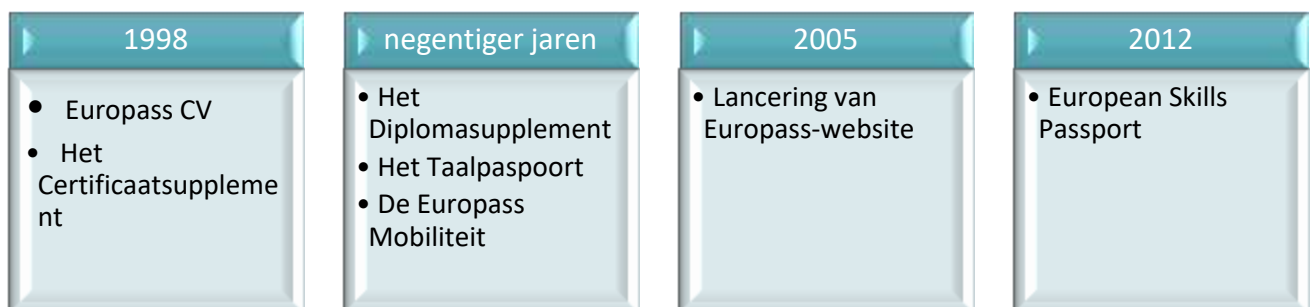 1998
• Europass CV
• Het
Certificaatsuppleme
nt
negentiger jaren
• Het
Diplomasupplement
• Het Taalpaspoort
• De Europass
Mobiliteit
2005
• Lancering van
Europass-website
2012
• European Skills
Passport